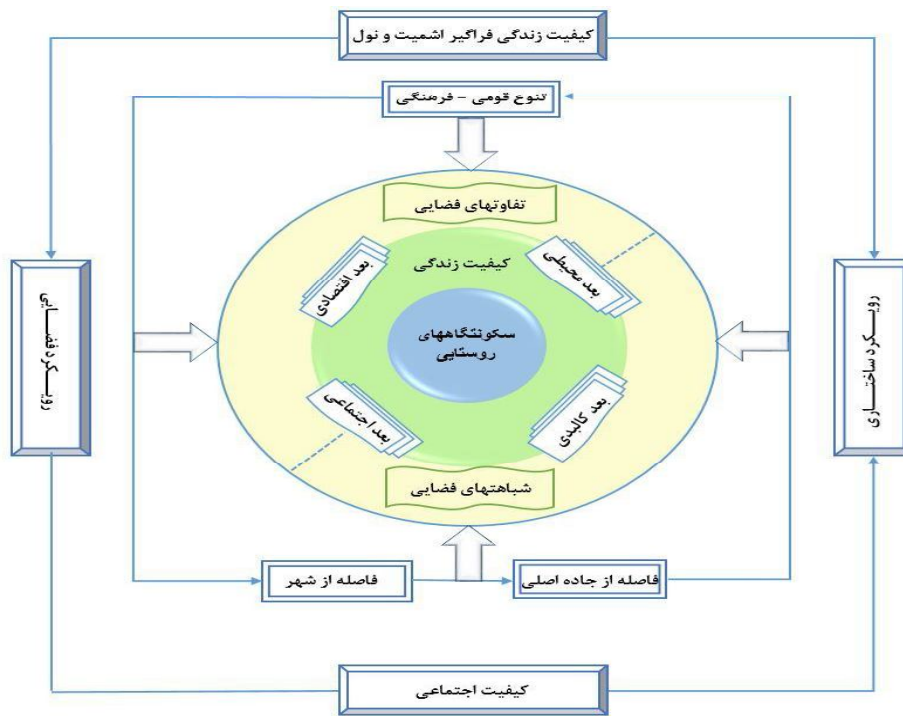 کیفیت زندگی فراگیر اشمیت و نول
تنوع قومی - فرهنگی
تفاوتهای فضایی
کیفیت زندگی
بعد محیطی
بعد اقتصادی
سکونتگاههای
روستایی
رویکرد ساختاری
رویکرد فضایی
بعد کالبدی
بعد اجتماعی
شباهتهای فضایی
فاصله از جاده اصلی
فاصله از شهر
کیفیت اجتماعی